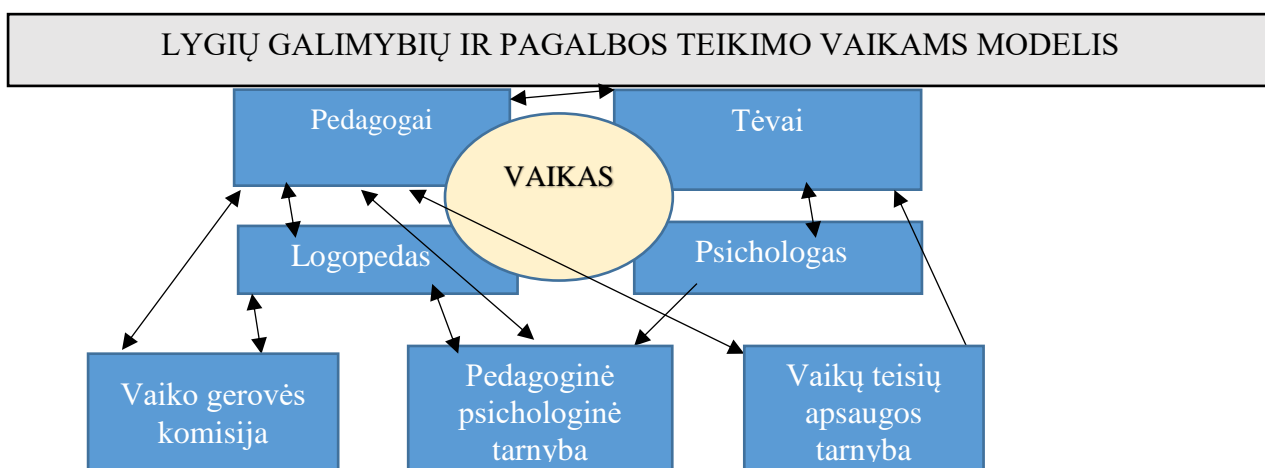 LYGIŲ GALIMYBIŲ IR PAGALBOS TEIKIMO VAIKAMS MODELIS
Pedagogai
Tėvai
VAIKAS
Logopedas
Psichologas
Vaiko gerovės
komisija
Pedagoginė
psichologinė
tarnyba
Vaikų teisių
apsaugos
tarnyba